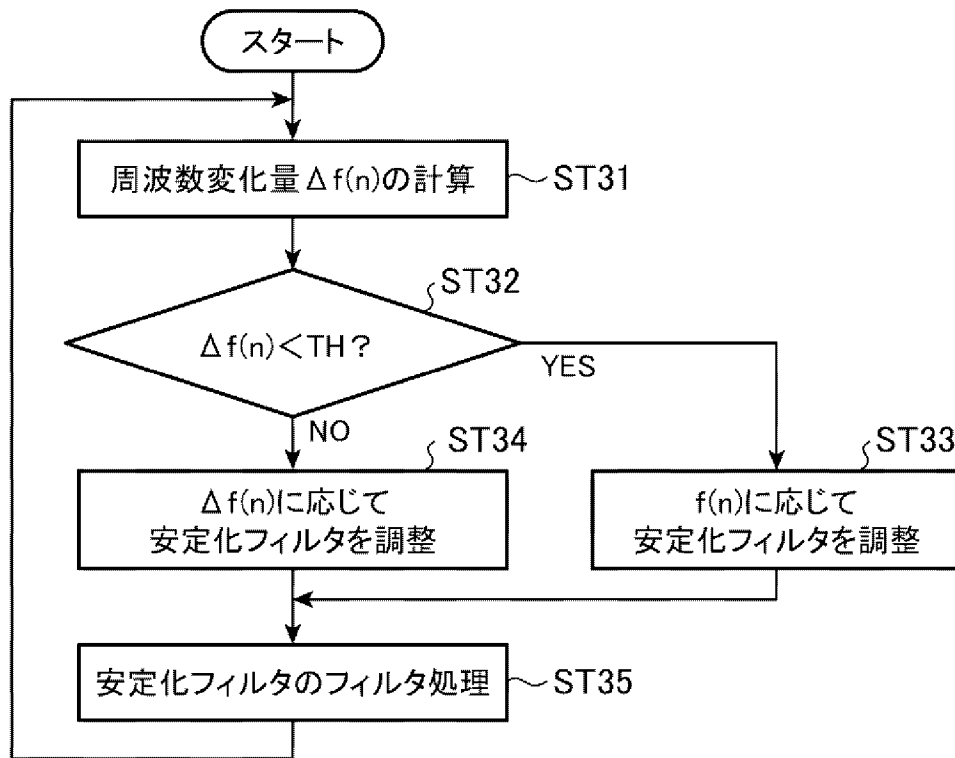 スタート
周波数変化量Δf(n)の計算
ST31
ST32
Δf(n)<TH?
YES
NO
ST34
ST33
Δf(n)に応じて
安定化フィルタを調整
f(n)に応じて
安定化フィルタを調整
安定化フィルタのフィルタ処理
ST35